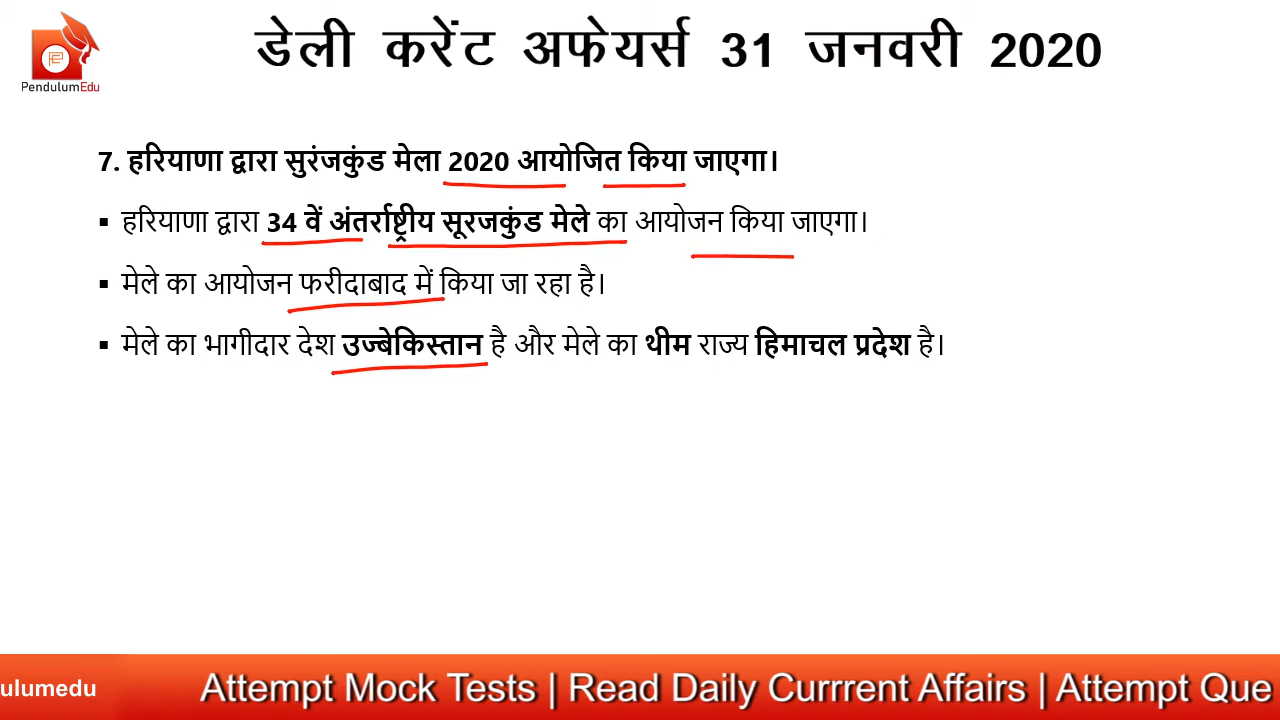 डेली करेंट अफेयर्स 31 जनवरी 2020
PendulumEdu
7. हरियाणा द्वारा सुरंजकुंड मेला 2020 आयोजित किया जाएगा।
▪ हरियाणा द्वारा 34 वें अंतर्राष्ट्रीय सूरजकुंड मेले का आयोजन किया जाएगा।
▪ मेले का आयोजन फरीदाबाद में किया जा रहा है।
▪ मेले का भागीदार देश उज्बेकिस्तान है और मेले का थीम राज्य हिमाचल प्रदेश है।
ulumedu Attempt Mock Tests | Read Daily Currrent Affairs | Attempt Que